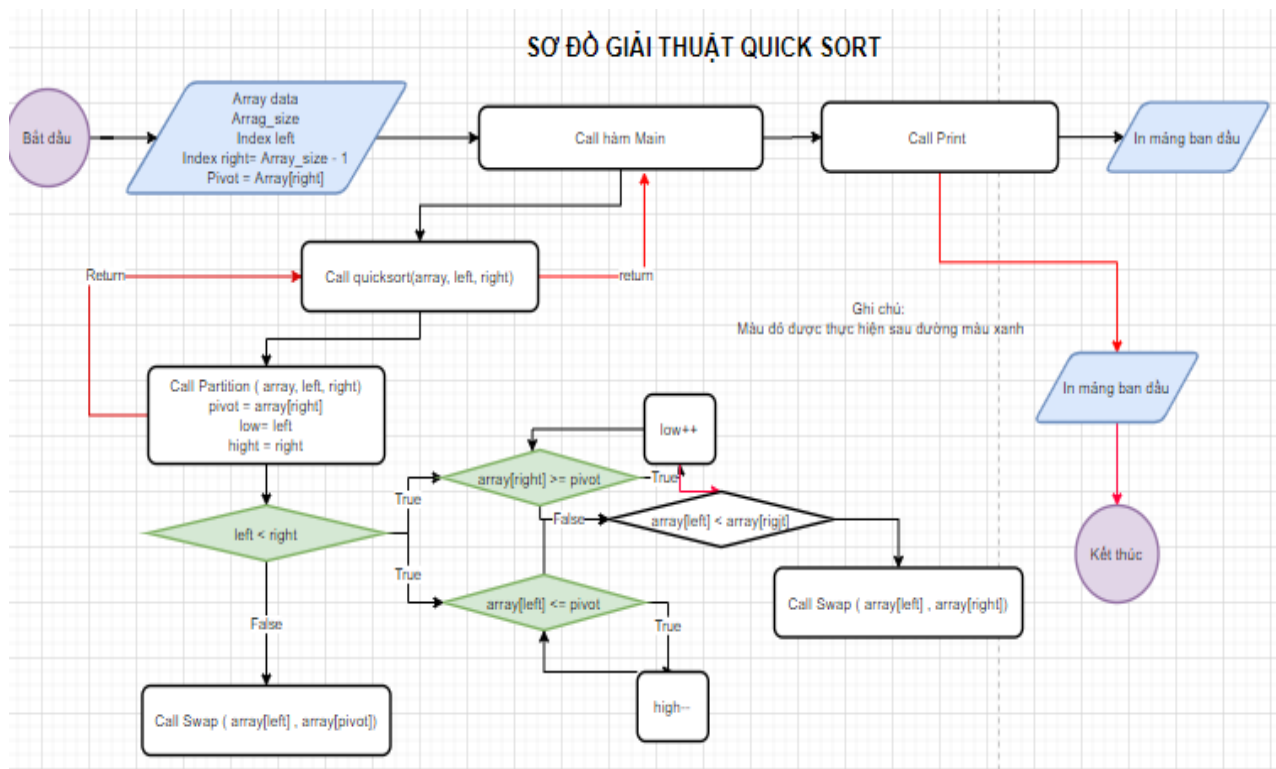 SƠ ĐỒ GIẢI THUẬT QUICK SORT
Bắt đầu
Array data
Arrag_size
Index left
Index right= Array_size - 1
Pivot = Array[right]
Call hàm Main
Call Print
In mảng ban đầu
Return
Call quicksort(array, left, right)
return
Ghi chú:
Màu đỏ được thực hiện sau đường màu xanh
Call Partition ( array, left, right)
pivot = array[right]
low= left
hight = right
In mảng ban đầu
low++
array[right] >= pivot
True
True
False
array[left] < array[rigjt]
left < right
Kết thúc
True
array[left] <= pivot
True
Call Swap ( array[left] , array[right])
False
high--
Call Swap ( array[left] , array[pivot])